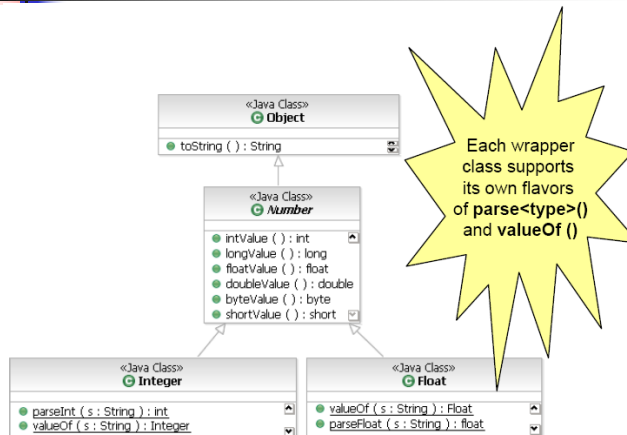 «Java Class»
Object
toString ( ) : String
Each wrapper
class supports
its own flavors
of parse<type>()
and valueOf ()
«Java Class»
Number
intValue ( ) : int
longValue ( ) : long
floatValue ( ) : float
doubleValue ( ) : double
byteValue ( ) : byte
shortValue ( ) : short
«Java Class»
Integer
parseInt ( s : String ) : int
valueOf ( s : String ) : Integer
«Java Class»
Float
valueOf ( s : String ) : Float
parseFloat ( s : String ) : float